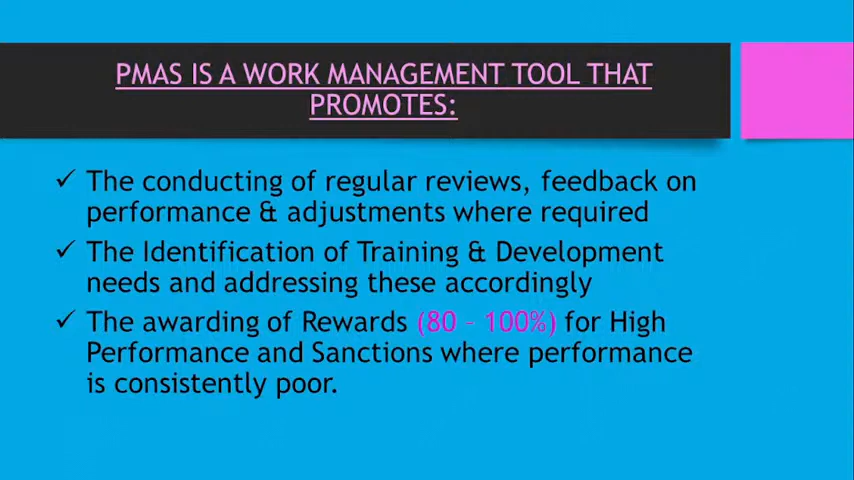 PMAS IS A WORK MANAGEMENT TOOL THAT
PROMOTES:
✓ The conducting of regular reviews, feedback on
performance & adjustments where required
✓ The Identification of Training & Development
needs and addressing these accordingly
✓ The awarding of Rewards (80 – 100%) for High
Performance and Sanctions where performance
is consistently poor.